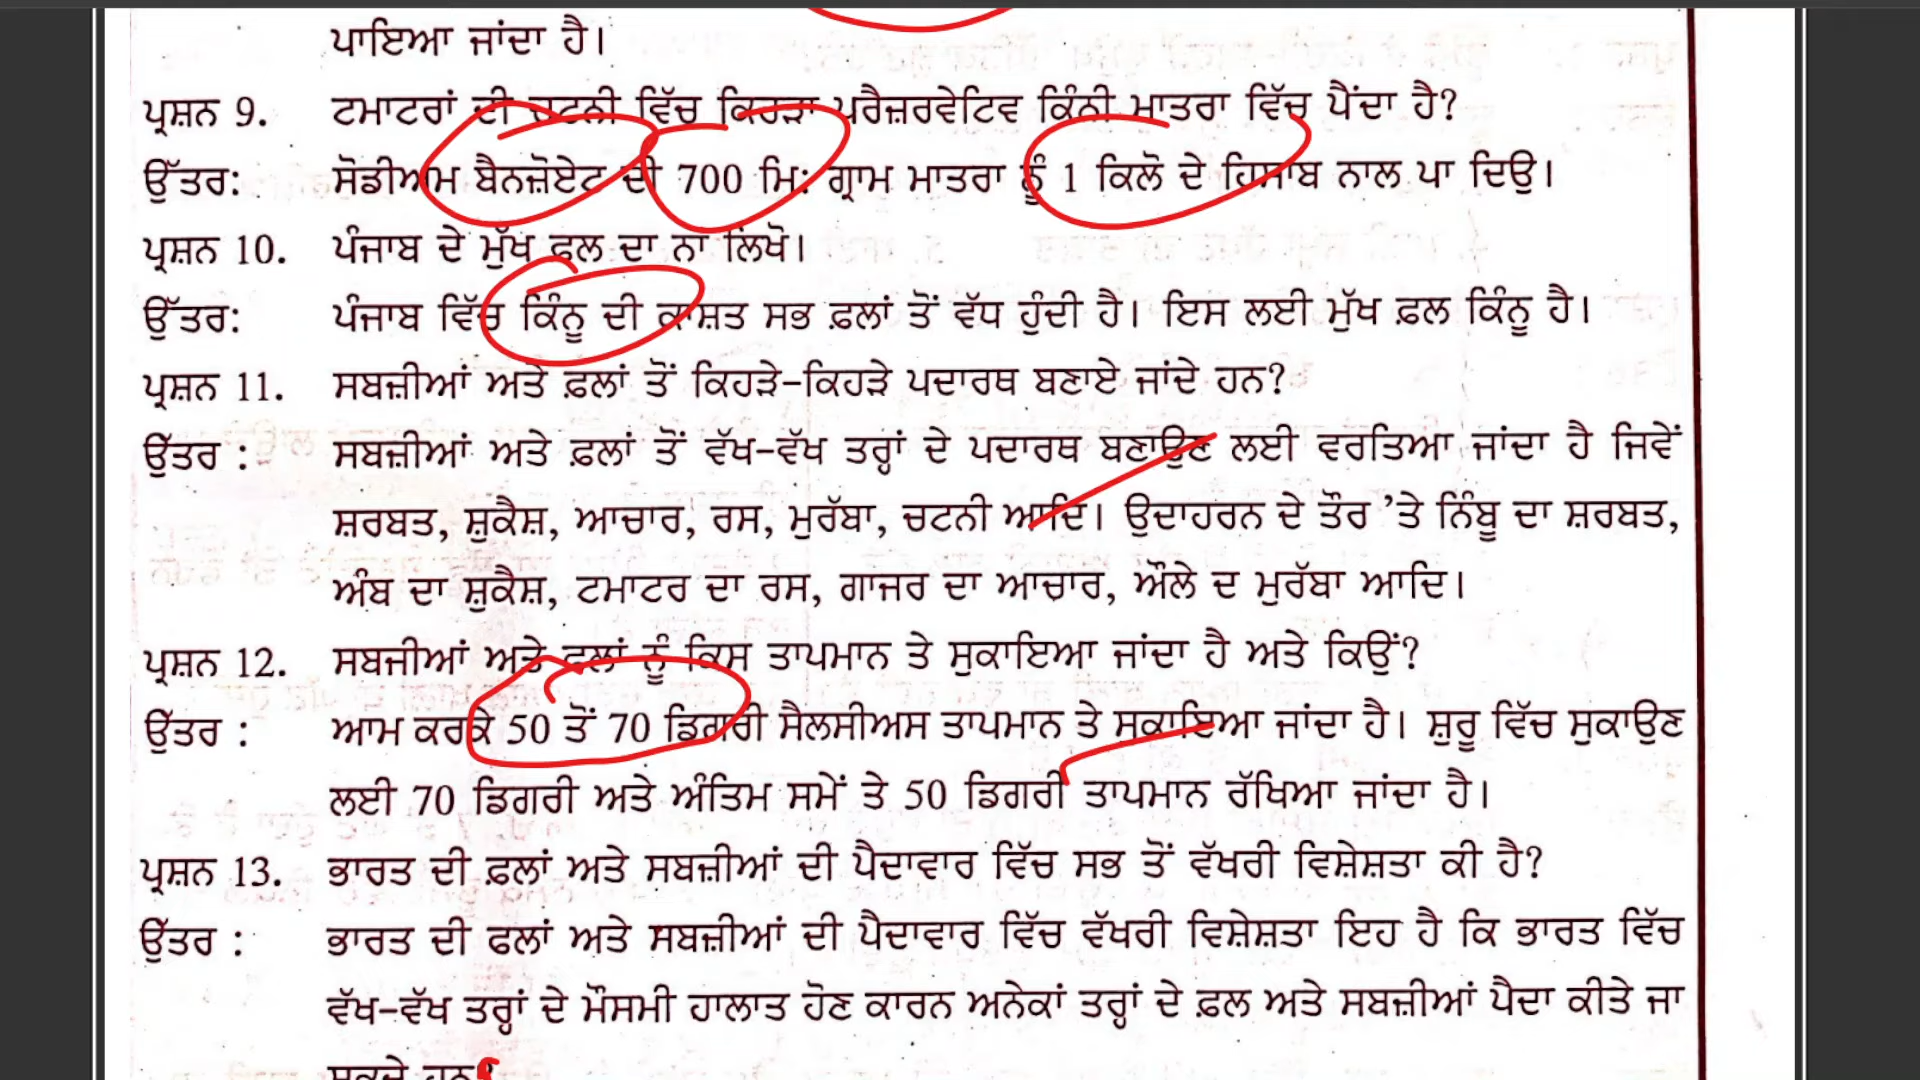 ਪਾਇਆ ਜਾਂਦਾ ਹੈ।
ਪ੍ਰਸ਼ਨ 9. ਟਮਾਟਰਾਂ ਦੀ ਚਟਨੀ ਵਿੱਚ ਕਿਹੜਾ ਪਰੈਜ਼ਰਵੇਟਿਵ ਕਿੰਨੀ ਮਾਤਰਾ ਵਿੱਚ ਪੈਂਦਾ ਹੈ?
ਉੱਤਰ: ਸੋਡੀਅਮ ਬੈਨਜ਼ੋਏਟ ਦੀ 700 ਮਿ: ਗ੍ਰਾਮ ਮਾਤਰਾ ਨੂੰ 1 ਕਿਲੋ ਦੇ ਹਿਸਾਬ ਨਾਲ ਪਾ ਦਿਉ।
ਪ੍ਰਸ਼ਨ 10. ਪੰਜਾਬ ਦੇ ਮੁੱਖ ਫ਼ਲ ਦਾ ਨਾਂ ਲਿਖੋ।
ਉੱਤਰ: ਪੰਜਾਬ ਵਿੱਚ ਕਿੰਨੂ ਦੀ ਕਾਸ਼ਤ ਸਭ ਫ਼ਲਾਂ ਤੋਂ ਵੱਧ ਹੁੰਦੀ ਹੈ। ਇਸ ਲਈ ਮੁੱਖ ਫ਼ਲ ਕਿੰਨੂ ਹੈ।
ਪ੍ਰਸ਼ਨ 11. ਸਬਜ਼ੀਆਂ ਅਤੇ ਫ਼ਲਾਂ ਤੋਂ ਕਿਹੜੇ-ਕਿਹੜੇ ਪਦਾਰਥ ਬਣਾਏ ਜਾਂਦੇ ਹਨ?
ਉੱਤਰ : ਸਬਜ਼ੀਆਂ ਅਤੇ ਫ਼ਲਾਂ ਤੋਂ ਵੱਖ-ਵੱਖ ਤਰ੍ਹਾਂ ਦੇ ਪਦਾਰਥ ਬਣਾਉਣ ਲਈ ਵਰਤਿਆ ਜਾਂਦਾ ਹੈ ਜਿਵੇਂ
ਸ਼ਰਬਤ, ਸ਼ੁਕੈਸ਼, ਆਚਾਰ, ਰਸ, ਮੁਰੱਬਾ, ਚਟਨੀ ਆਦਿ। ਉਦਾਹਰਨ ਦੇ ਤੌਰ ’ਤੇ ਨਿੰਬੂ ਦਾ ਸ਼ਰਬਤ,
ਅੰਬ ਦਾ ਸ਼ੁਕੈਸ਼, ਟਮਾਟਰ ਦਾ ਰਸ, ਗਾਜਰ ਦਾ ਆਚਾਰ, ਔਲੇ ਦ ਮੁਰੱਬਾ ਆਦਿ।
ਪ੍ਰਸ਼ਨ 12. ਸਬਜੀਆਂ ਅਤੇ ਫ਼ਲਾਂ ਨੂੰ ਕਿਸ ਤਾਪਮਾਨ ਤੇ ਸੁਕਾਇਆ ਜਾਂਦਾ ਹੈ ਅਤੇ ਕਿਉਂ?
ਉੱਤਰ : ਆਮ ਕਰਕੇ 50 ਤੋਂ 70 ਡਿਗਰੀ ਸੈਲਸੀਅਸ ਤਾਪਮਾਨ ਤੇ ਸੁਕਾਇਆ ਜਾਂਦਾ ਹੈ। ਸ਼ੁਰੂ ਵਿੱਚ ਸੁਕਾਉਣ
ਲਈ 70 ਡਿਗਰੀ ਅਤੇ ਅੰਤਿਮ ਸਮੇਂ ਤੇ 50 ਡਿਗਰੀ ਤਾਪਮਾਨ ਰੱਖਿਆ ਜਾਂਦਾ ਹੈ।
ਪ੍ਰਸ਼ਨ 13. ਭਾਰਤ ਦੀ ਫ਼ਲਾਂ ਅਤੇ ਸਬਜ਼ੀਆਂ ਦੀ ਪੈਦਾਵਾਰ ਵਿੱਚ ਸਭ ਤੋਂ ਵੱਖਰੀ ਵਿਸ਼ੇਸ਼ਤਾ ਕੀ ਹੈ?
ਉੱਤਰ : ਭਾਰਤ ਦੀ ਫਲਾਂ ਅਤੇ ਸਬਜ਼ੀਆਂ ਦੀ ਪੈਦਾਵਾਰ ਵਿੱਚ ਵੱਖਰੀ ਵਿਸ਼ੇਸ਼ਤਾ ਇਹ ਹੈ ਕਿ ਭਾਰਤ ਵਿੱਚ
ਵੱਖ-ਵੱਖ ਤਰ੍ਹਾਂ ਦੇ ਮੌਸਮੀ ਹਾਲਾਤ ਹੋਣ ਕਾਰਨ ਅਨੇਕਾਂ ਤਰ੍ਹਾਂ ਦੇ ਫ਼ਲ ਅਤੇ ਸਬਜ਼ੀਆਂ ਪੈਦਾ ਕੀਤੇ ਜਾ